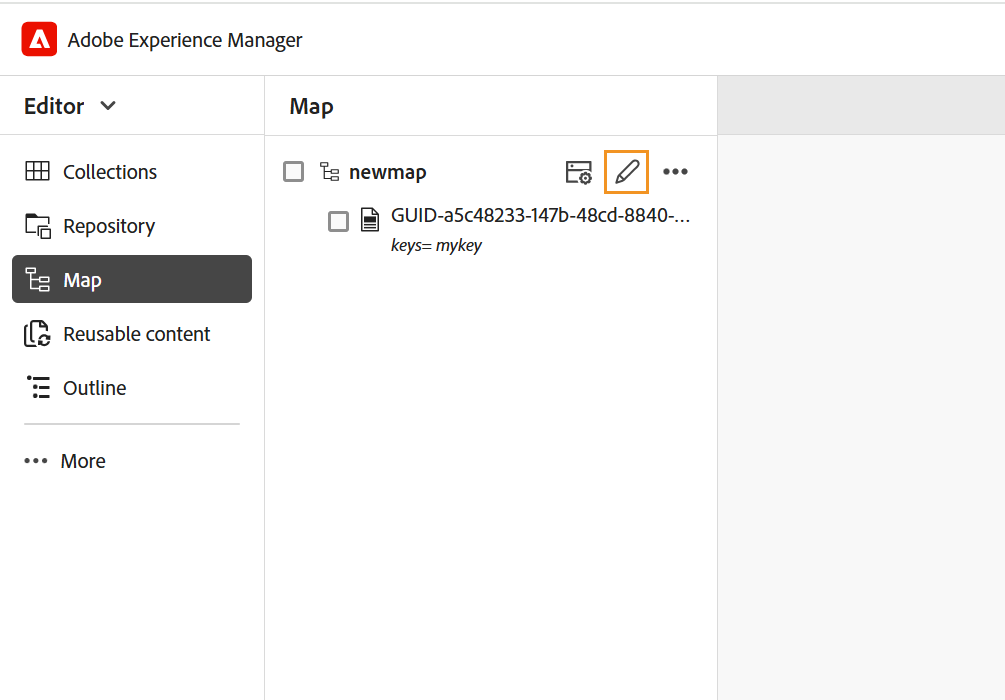 Adobe Experience Manager
Editor
Map
Collections
Repository
Map
Reusable content
Outline
More
newmap
GUID-a5c48233-147b-48cd-8840-...
keys= mykey